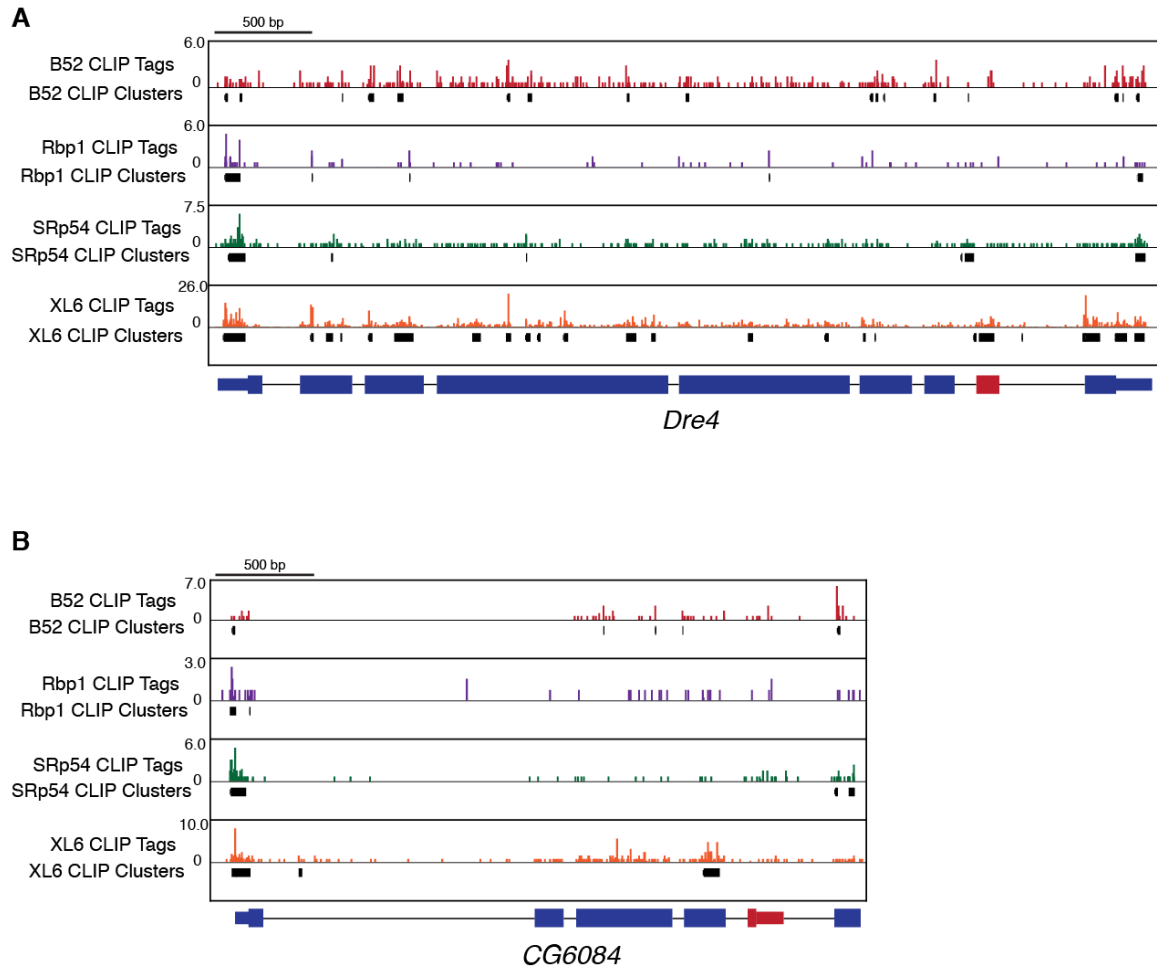 A
500 bp
6.0
B52 CLIP Tags
0
B52 CLIP Clusters
6.0
Rbp1 CLIP Tags
0
Rbp1 CLIP Clusters
7.5
SRp54 CLIP Tags
0
SRp54 CLIP Clusters
26.0
XL6 CLIP Tags
0
XL6 CLIP Clusters
Dre4
B
500 bp
7.0
B52 CLIP Tags
0
B52 CLIP Clusters
3.0
Rbp1 CLIP Tags
0
Rbp1 CLIP Clusters
6.0
SRp54 CLIP Tags
0
SRp54 CLIP Clusters
10.0
XL6 CLIP Tags
0
XL6 CLIP Clusters
CG6084